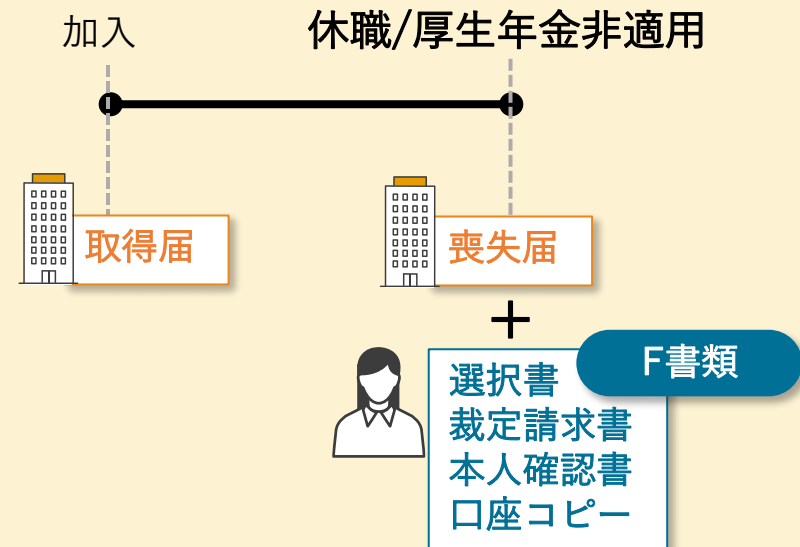 加入
休職/厚生年金非適用
取得届
喪失届
+
F書類
選択書
裁定請求書
本人確認書
口座コピー